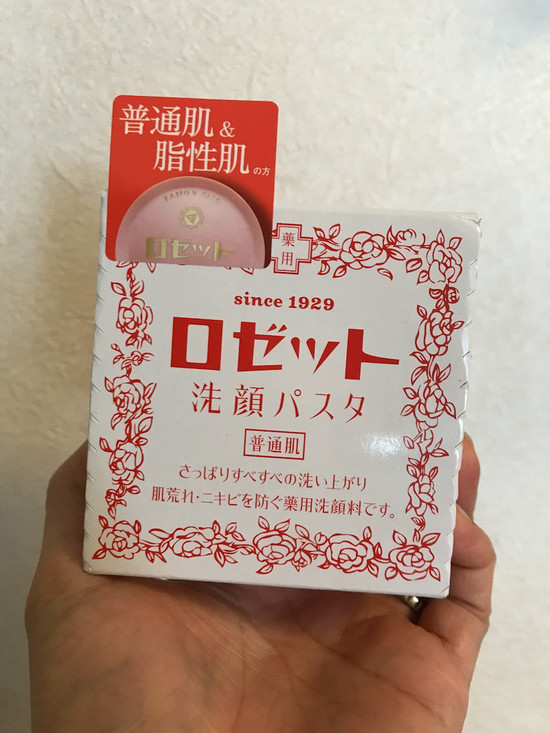 普通肌&
脂性肌の方
FAMILY SIZE
ロゼット
薬用
since 1929
ロゼット
洗顔パスタ
普通肌
さっぱりすべすべの洗い上がり
肌荒れ・ニキビを防ぐ薬用洗顔料です。